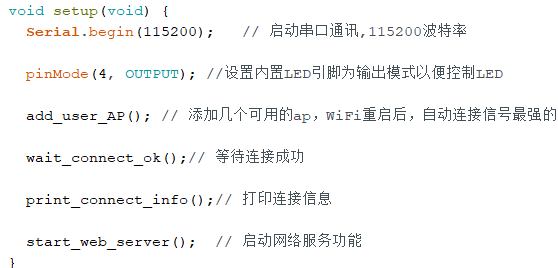 void setup(void) {
Serial.begin(115200);   // 启动串口通讯,115200波特率
pinMode(4, OUTPUT); //设置内置LED引脚为输出模式以便控制LED
add_user_AP(); // 添加几个可用的ap，WiFi重启后，自动连接信号最强的
wait_connect_ok();// 等待连接成功
print_connect_info();// 打印连接信息
start_web_server();  // 启动网络服务功能
}